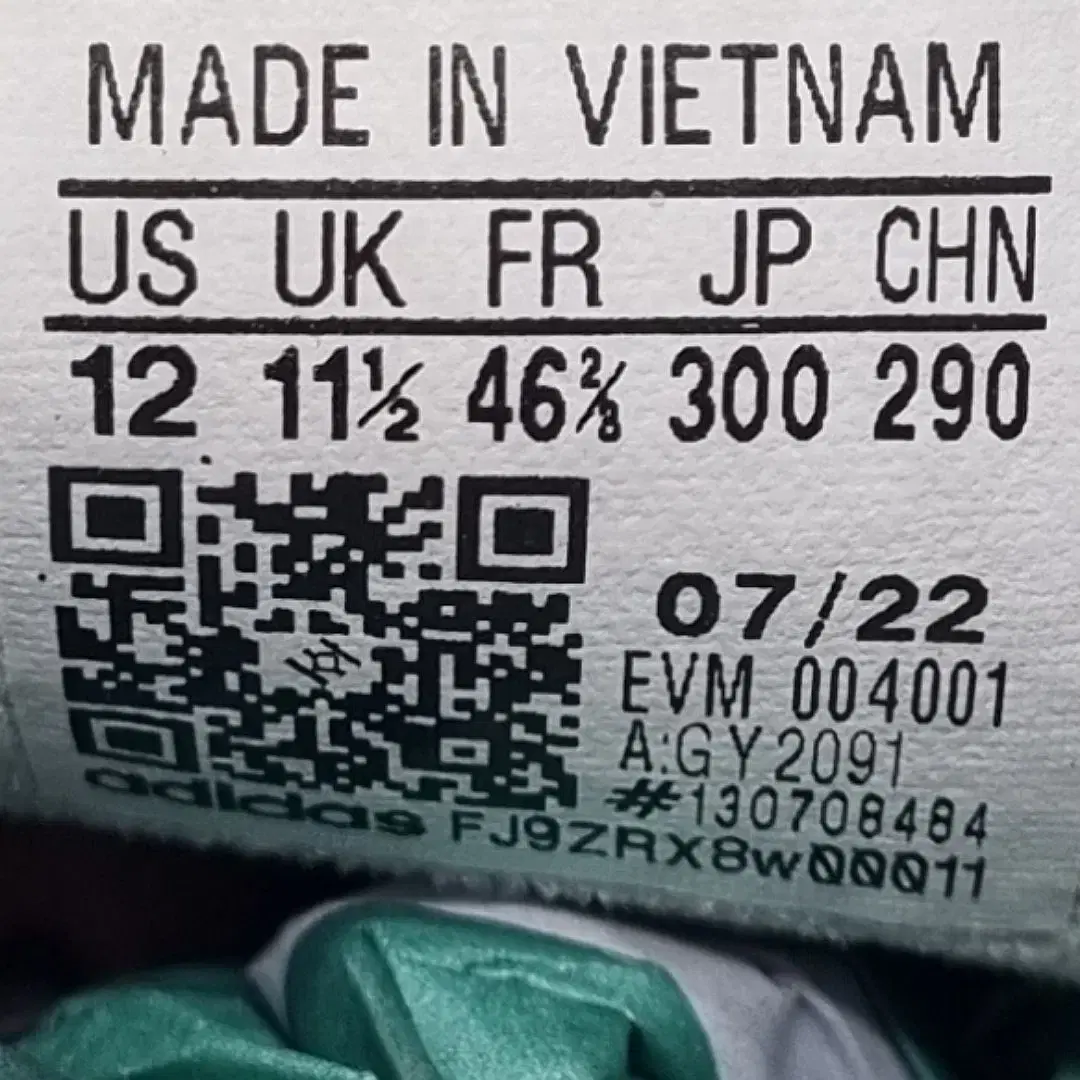 MADE IN VIETNAM
US UK FR JP CHN
12 11½ 46⅔ 300 290
07/22
EVM 004001
A:GY2091
#130708484
adidas FJ9ZRX8w00011